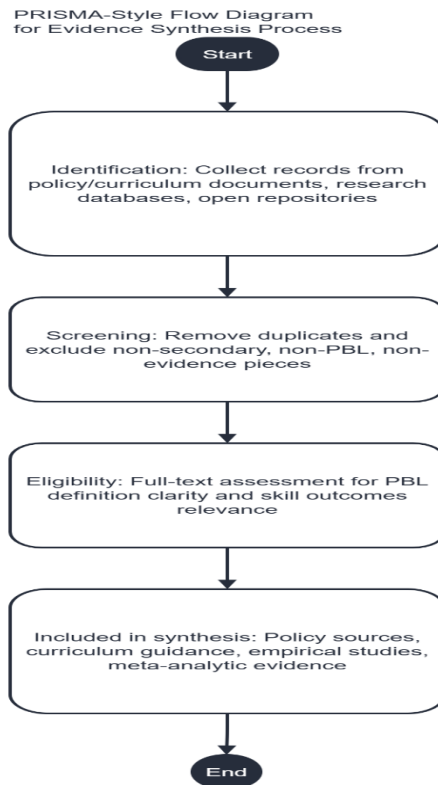 PRISMA-Style Flow Diagram
for Evidence Synthesis Process
Start
Identification: Collect records from
policy/curriculum documents, research
databases, open repositories
Screening: Remove duplicates and
exclude non-secondary, non-PBL, non-
evidence pieces
Eligibility: Full-text assessment for PBL
definition clarity and skill outcomes
relevance
Included in synthesis: Policy sources,
curriculum guidance, empirical studies,
meta-analytic evidence
End